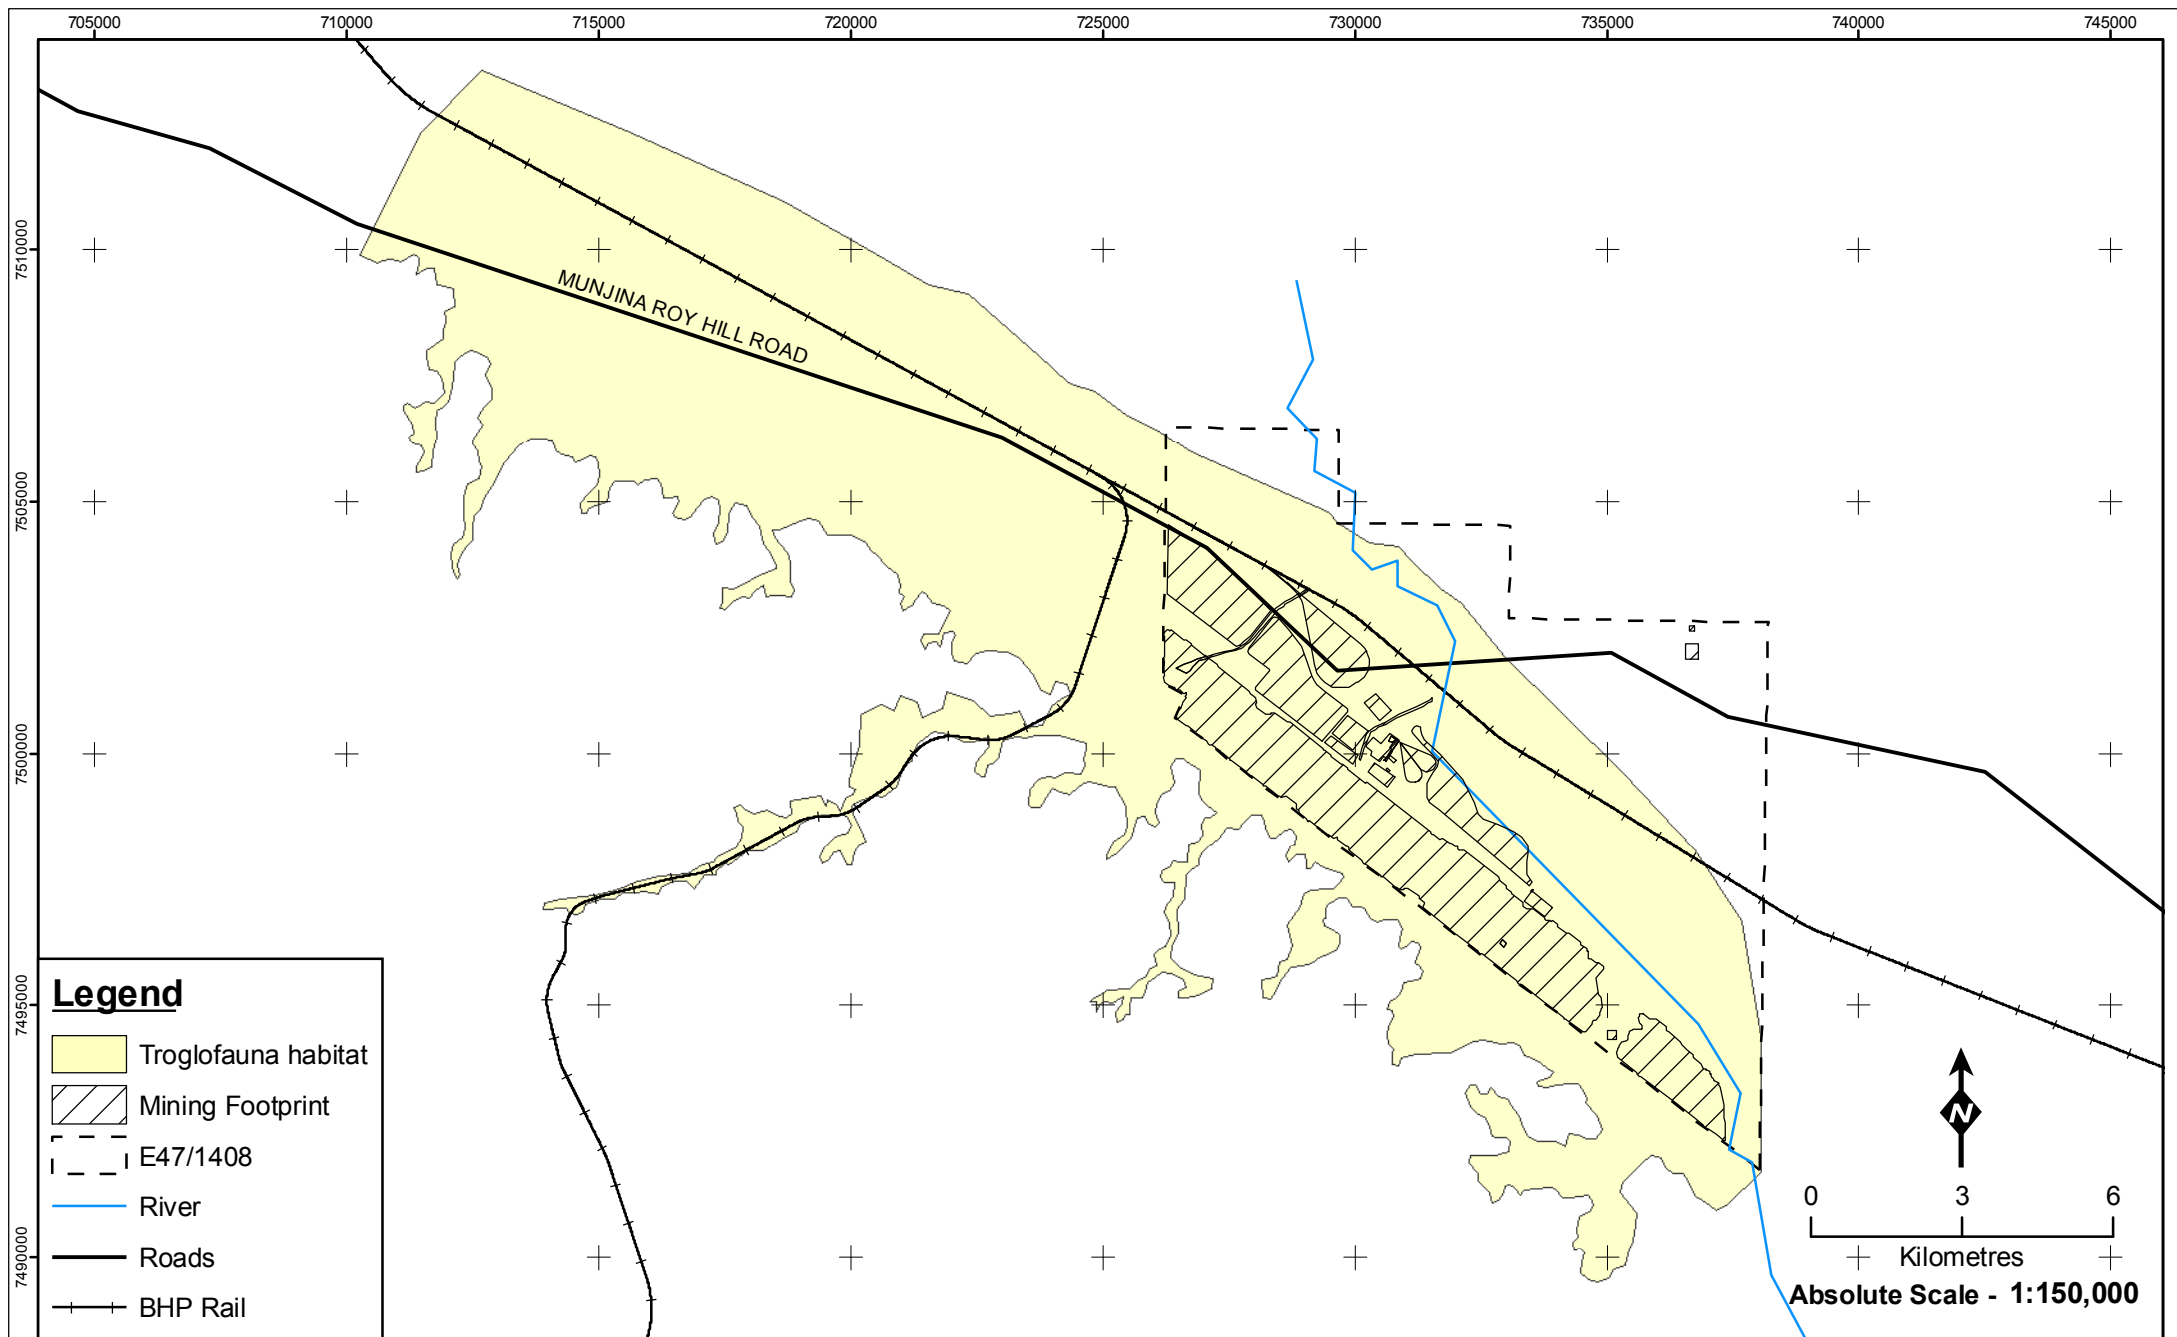 705000 710000 715000 720000 725000 730000 735000 740000 745000
7510000
7505000
7500000
7495000
7490000
MUNJINA ROY HILL ROAD
Legend
Troglofauna habitat
Mining Footprint
E47/1408
River
Roads
BHP Rail
N
0 3 6
Kilometres
Absolute Scale - 1:150,000